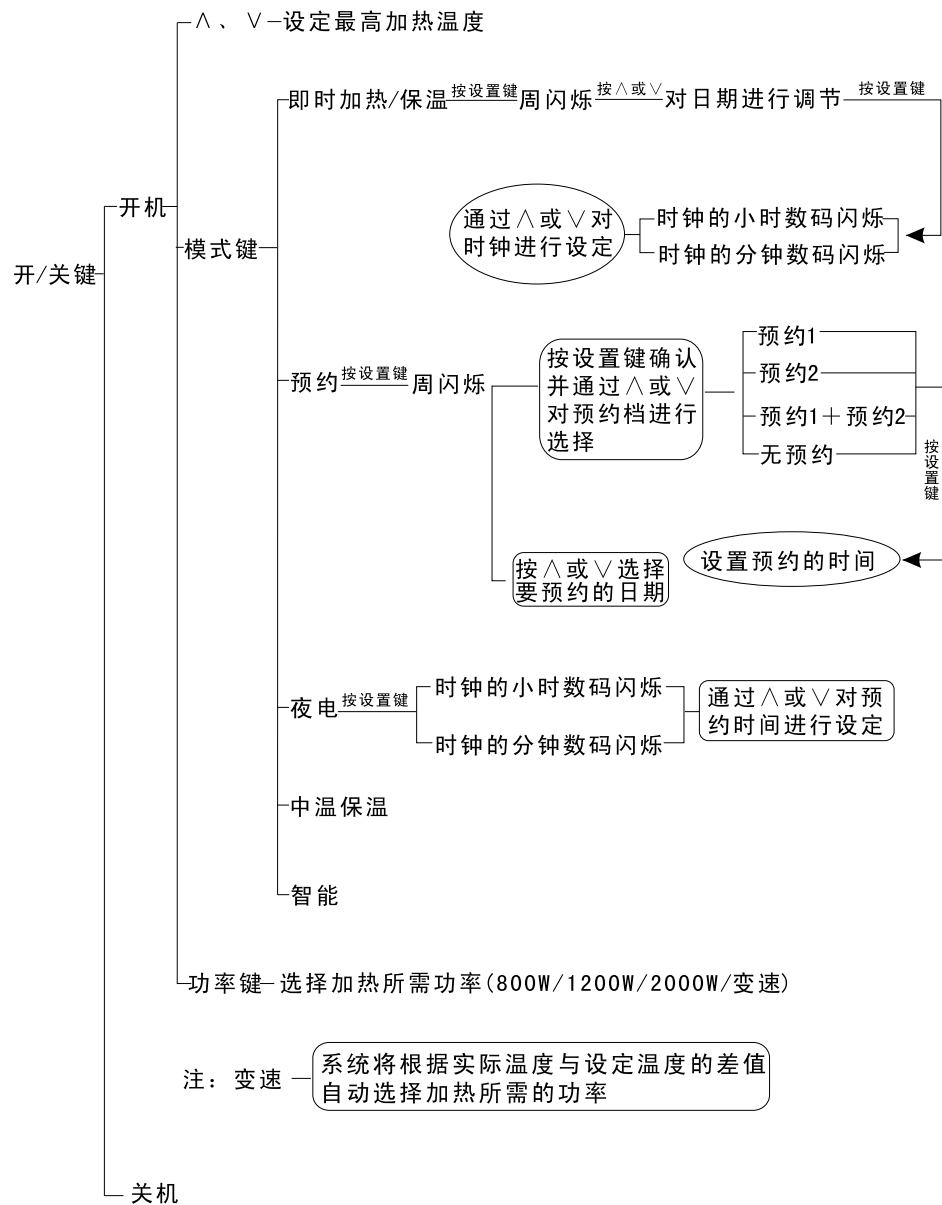 ∧、∨ 设定最高加热温度
即时加热/保温 按设置键 周闪烁 按∧或∨ 对日期进行调节 按设置键
开机
通过∧或∨对
时钟进行设定
时钟的小时数码闪烁
时钟的分钟数码闪烁
模式键
开/关键
预约 按设置键 周闪烁
按设置键确认
并通过∧或∨
对预约档进行
选择
预约1
预约2
预约1+预约2
无预约
按设置键
按∧或∨选择
要预约的日期
设置预约的时间
夜电 按设置键
时钟的小时数码闪烁
时钟的分钟数码闪烁
通过∧或∨对预
约时间进行设定
中温保温
智能
功率键 选择加热所需功率(800W/1200W/2000W/变速)
注：变速
系统将根据实际温度与设定温度的差值
自动选择加热所需的功率
关机